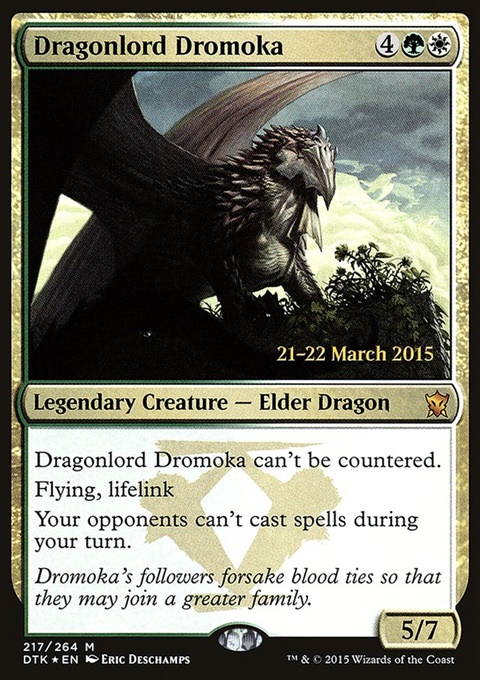 Dragonlord Dromoka 4
21–22 March 2015
Legendary Creature — Elder Dragon
Dragonlord Dromoka can't be countered.
Flying, lifelink
Your opponents can't cast spells during
your turn.
Dromoka's followers forsake blood ties so that
they may join a greater family.
5/7
217/264 M
DTK ★ EN Eric Deschamps
™ & © 2015 Wizards of the Coast